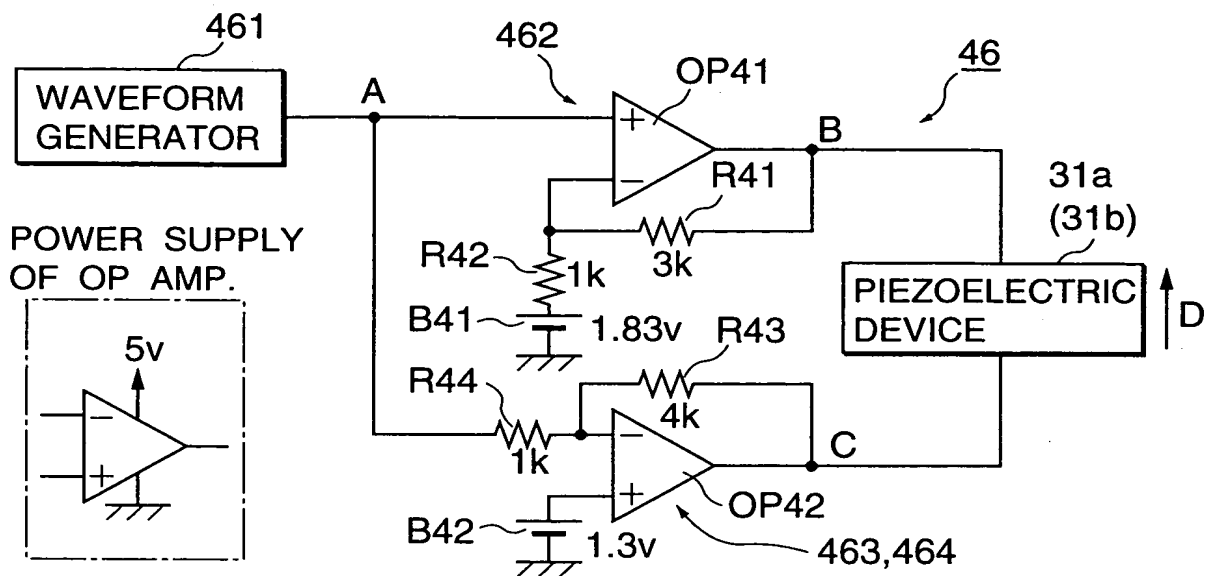 461
WAVEFORM
GENERATOR
A
462
OP41
46
+
−
B
R41
3k
31a
(31b)
POWER SUPPLY
OF OP AMP.
R42
1k
B41
1.83v
PIEZOELECTRIC
DEVICE
D
5v
−
+
R44
1k
R43
4k
−
+
C
OP42
B42
1.3v
463,464